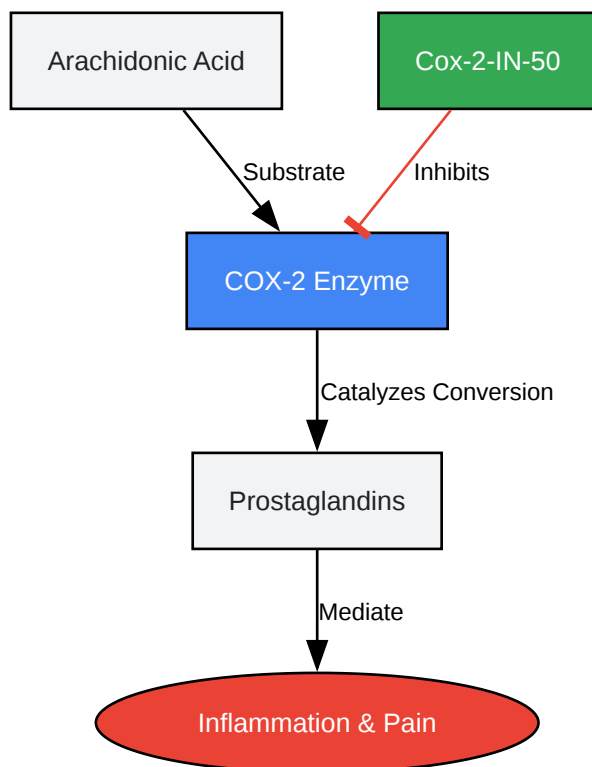 Arachidonic Acid
Cox-2-IN-50
Substrate
Inhibits
COX-2 Enzyme
Catalyzes Conversion
Prostaglandins
Mediate
Inflammation & Pain